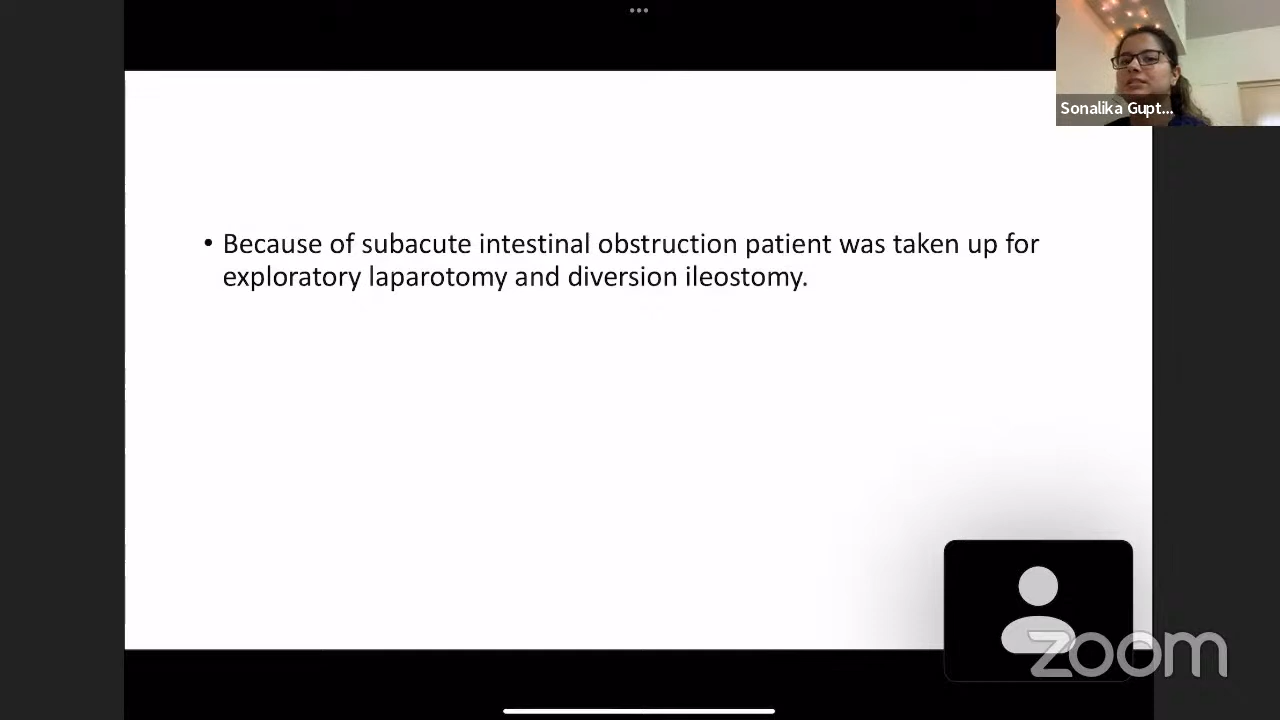 Sonalika Gupt...
• Because of subacute intestinal obstruction patient was taken up for
exploratory laparotomy and diversion ileostomy.
zoom